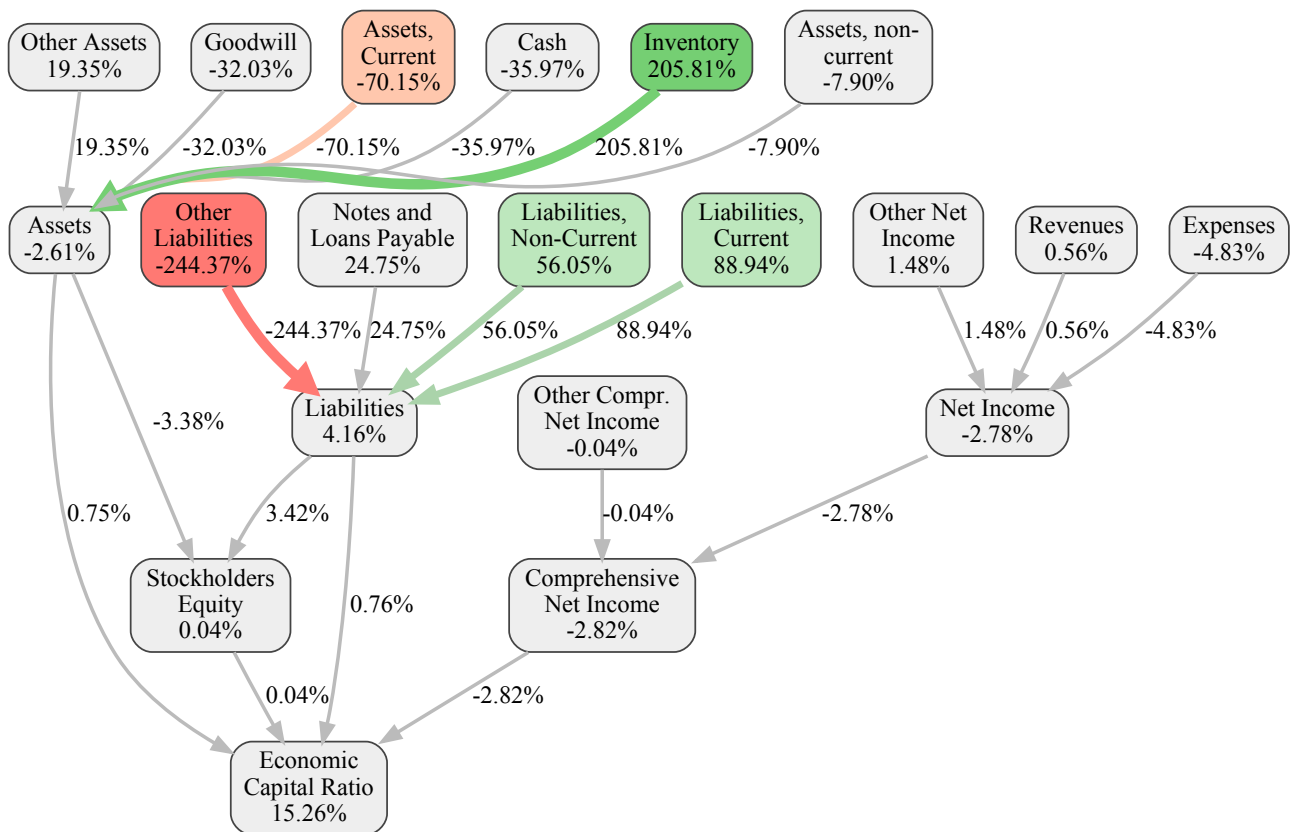 Other Assets
19.35%
Goodwill
-32.03%
Assets,
Current
-70.15%
Cash
-35.97%
Inventory
205.81%
Assets, non-
current
-7.90%
19.35%
-32.03%
-70.15%
-35.97%
205.81%
-7.90%
Assets
-2.61%
Other
Liabilities
-244.37%
Notes and
Loans Payable
24.75%
Liabilities,
Non-Current
56.05%
Liabilities,
Current
88.94%
Other Net
Income
1.48%
Revenues
0.56%
Expenses
-4.83%
-244.37%
24.75%
56.05%
88.94%
1.48%
0.56%
-4.83%
Liabilities
4.16%
Other Compr.
Net Income
-0.04%
Net Income
-2.78%
-3.38%
0.75%
3.42%
-0.04%
-2.78%
Stockholders
Equity
0.04%
0.76%
Comprehensive
Net Income
-2.82%
0.04%
-2.82%
Economic
Capital Ratio
15.26%